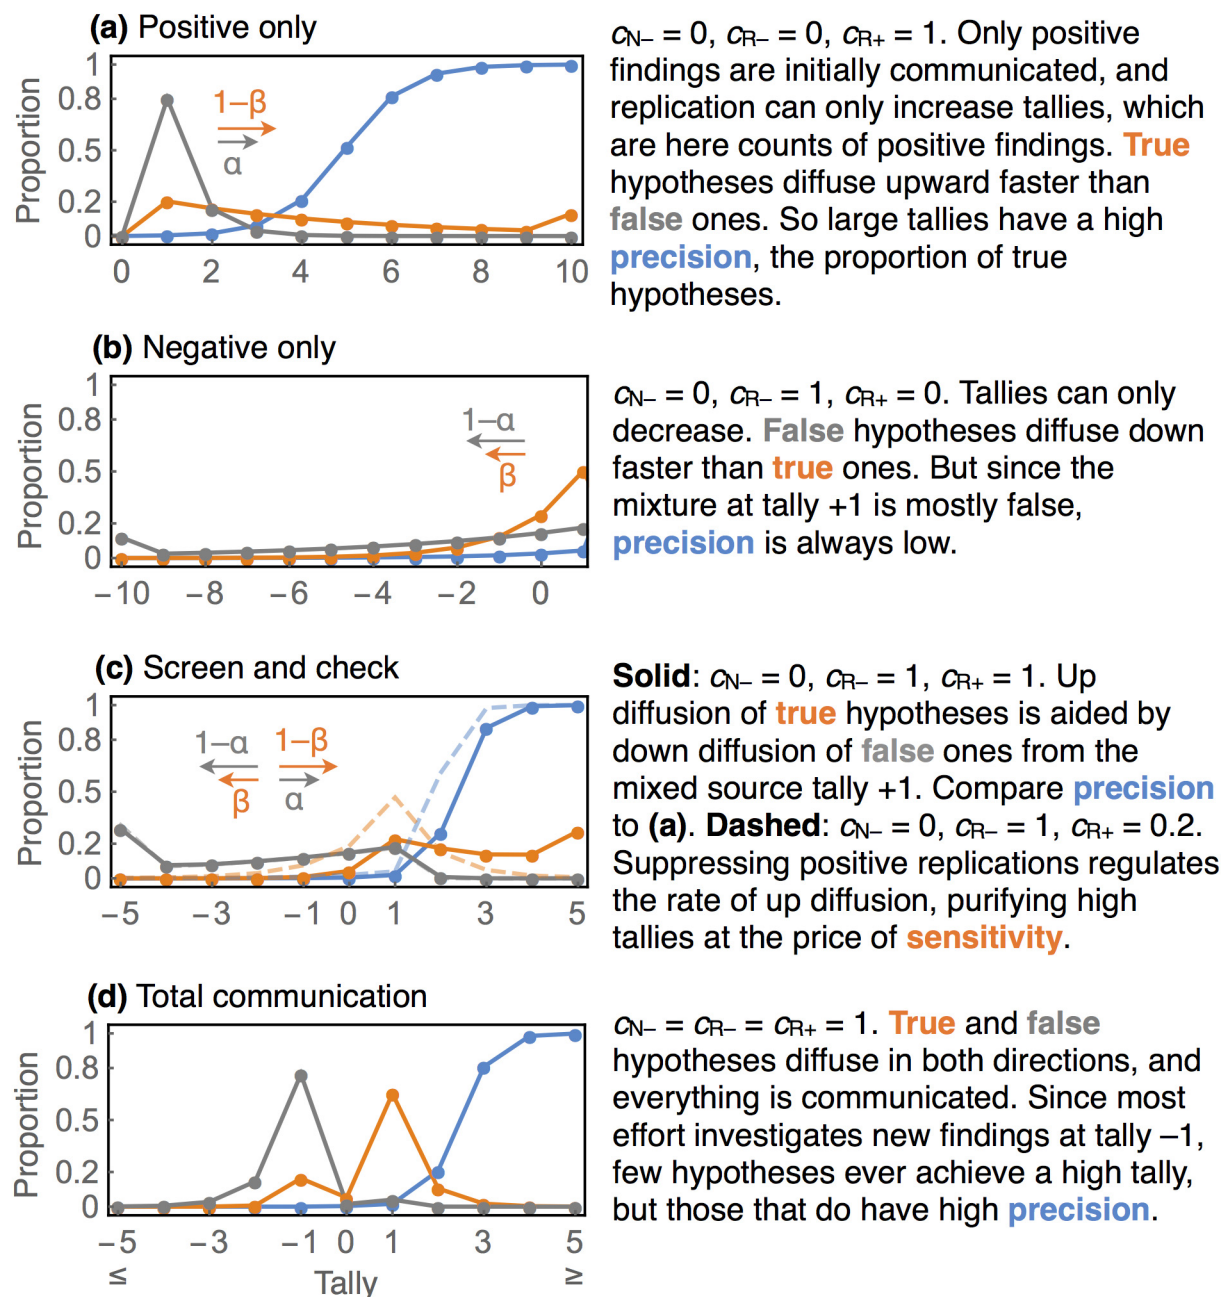 (a) Positive only
1
0.8
0.5
0.2
0
Proportion
1−β
α
0 2 4 6 8 10
cN− = 0, cR− = 0, cR+ = 1. Only positive
findings are initially communicated, and
replication can only increase tallies, which
are here counts of positive findings. True
hypotheses diffuse upward faster than
false ones. So large tallies have a high
precision, the proportion of true
hypotheses.
(b) Negative only
1
0.8
0.5
0.2
0
Proportion
1−α
β
−10 −8 −6 −4 −2 0
cN− = 0, cR− = 1, cR+ = 0. Tallies can only
decrease. False hypotheses diffuse down
faster than true ones. But since the
mixture at tally +1 is mostly false,
precision is always low.
(c) Screen and check
1
0.8
0.5
0.2
0
Proportion
1−α 1−β
β α
−5 −3 −1 0 1 3 5
Solid: cN− = 0, cR− = 1, cR+ = 1. Up
diffusion of true hypotheses is aided by
down diffusion of false ones from the
mixed source tally +1. Compare precision
to (a). Dashed: cN− = 0, cR− = 1, cR+ = 0.2.
Suppressing positive replications regulates
the rate of up diffusion, purifying high
tallies at the price of sensitivity.
(d) Total communication
1
0.8
0.5
0.2
0
Proportion
−5 −3 −1 0 1 3 5
≤ Tally ≥
cN− = cR− = cR+ = 1. True and false
hypotheses diffuse in both directions, and
everything is communicated. Since most
effort investigates new findings at tally –1,
few hypotheses ever achieve a high tally,
but those that do have high precision.